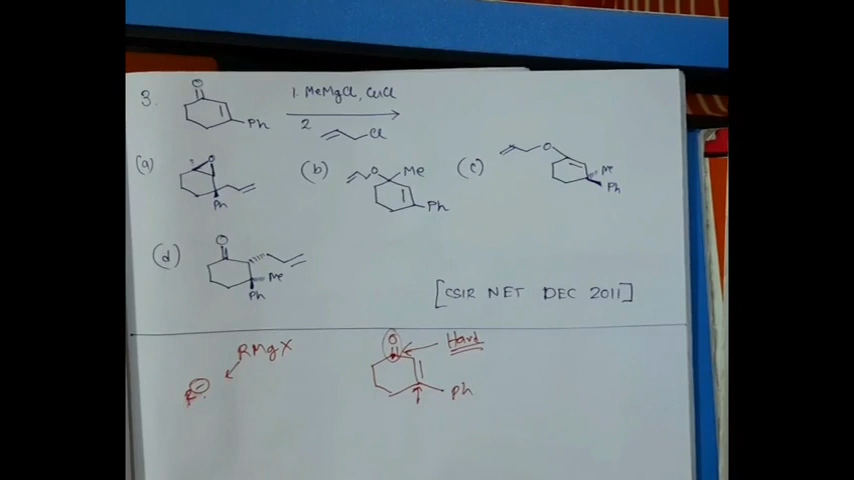 3. O Ph 1. MeMgCl, CuCl
2 Cl
(a) O Ph (b) O Me Ph (c) O Me Ph
(d) O Me Ph
[CSIR NET DEC 2011]
RMgX O Hard
R⊖ Ph